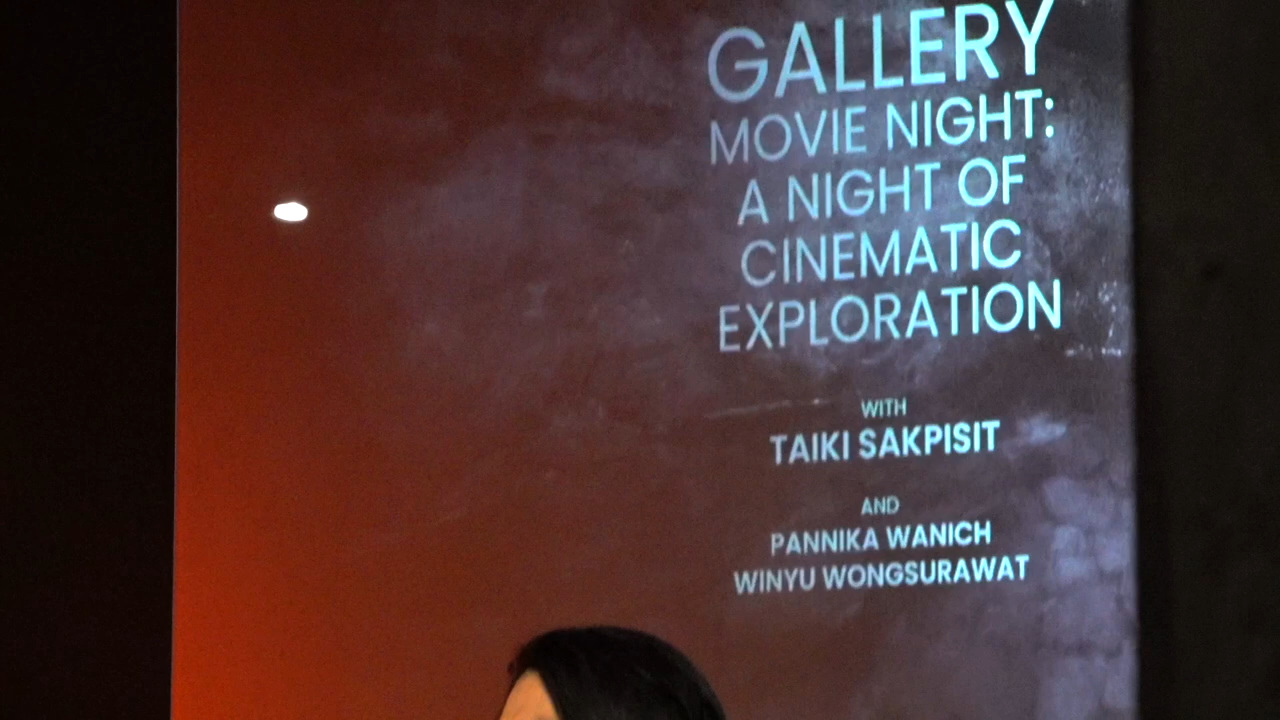 GALLERY
MOVIE NIGHT:
A NIGHT OF
CINEMATIC
EXPLORATION
WITH
TAIKI SAKPISIT
AND
PANNIKA WANICH
WINYU WONGSURAWAT